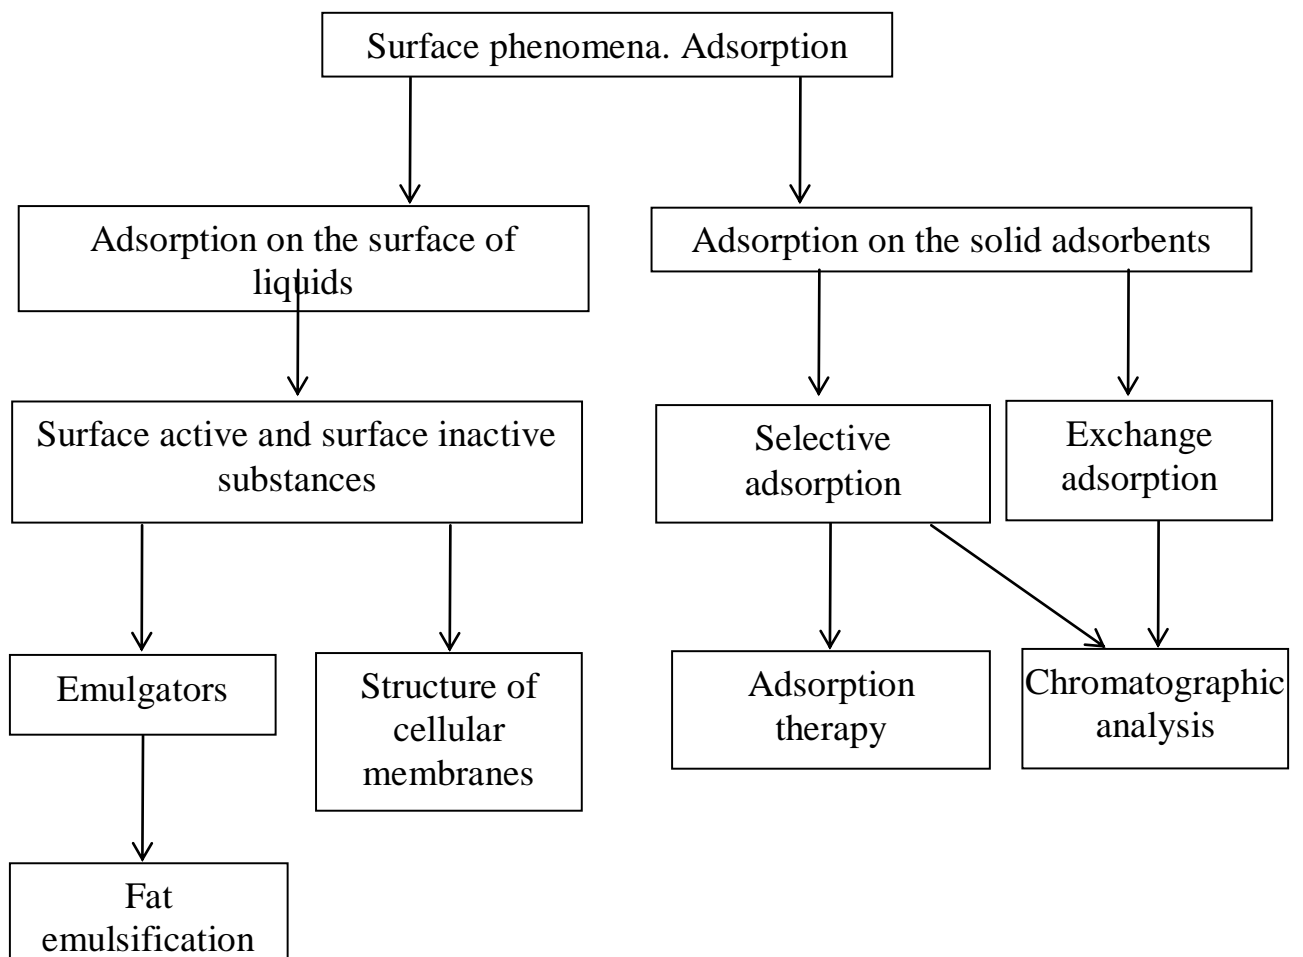 Surface phenomena. Adsorption
Adsorption on the surface of
liquids
Adsorption on the solid adsorbents
Surface active and surface inactive
substances
Selective
adsorption
Exchange
adsorption
Emulgators
Structure of
cellular
membranes
Adsorption
therapy
Chromatographic
analysis
Fat
emulsification